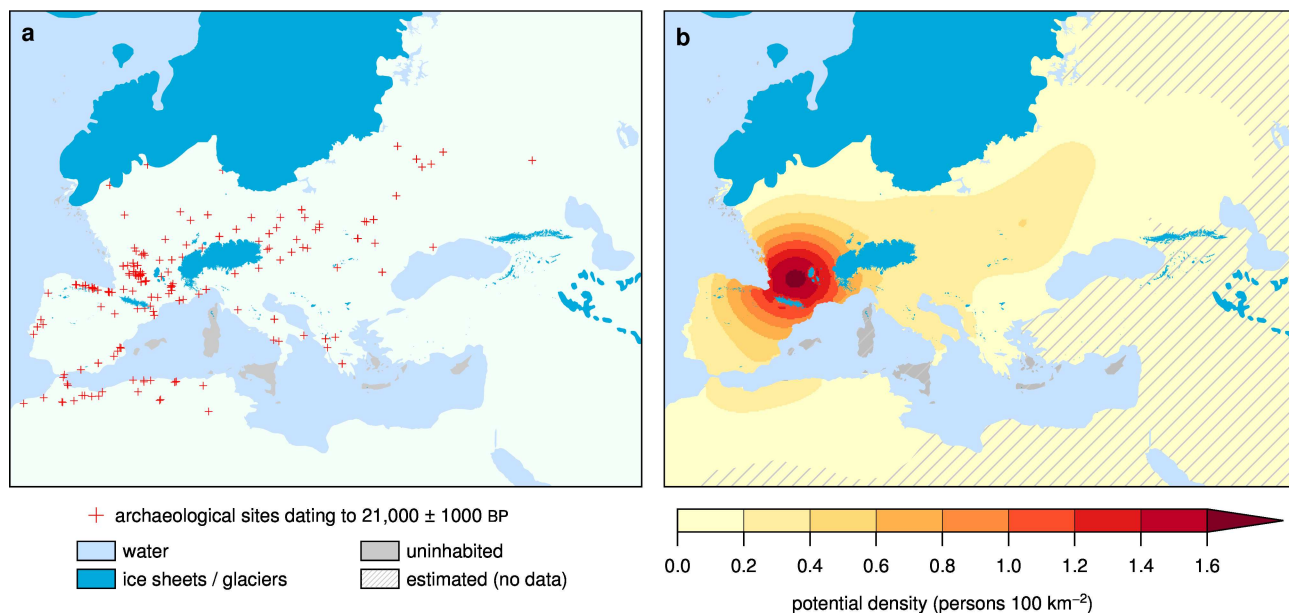 a
b
archaeological sites dating to 21,000 ± 1000 BP
water
uninhabited
ice sheets / glaciers
estimated (no data)
0.0 0.2 0.4 0.6 0.8 1.0 1.2 1.4 1.6
potential density (persons 100 km⁻²)